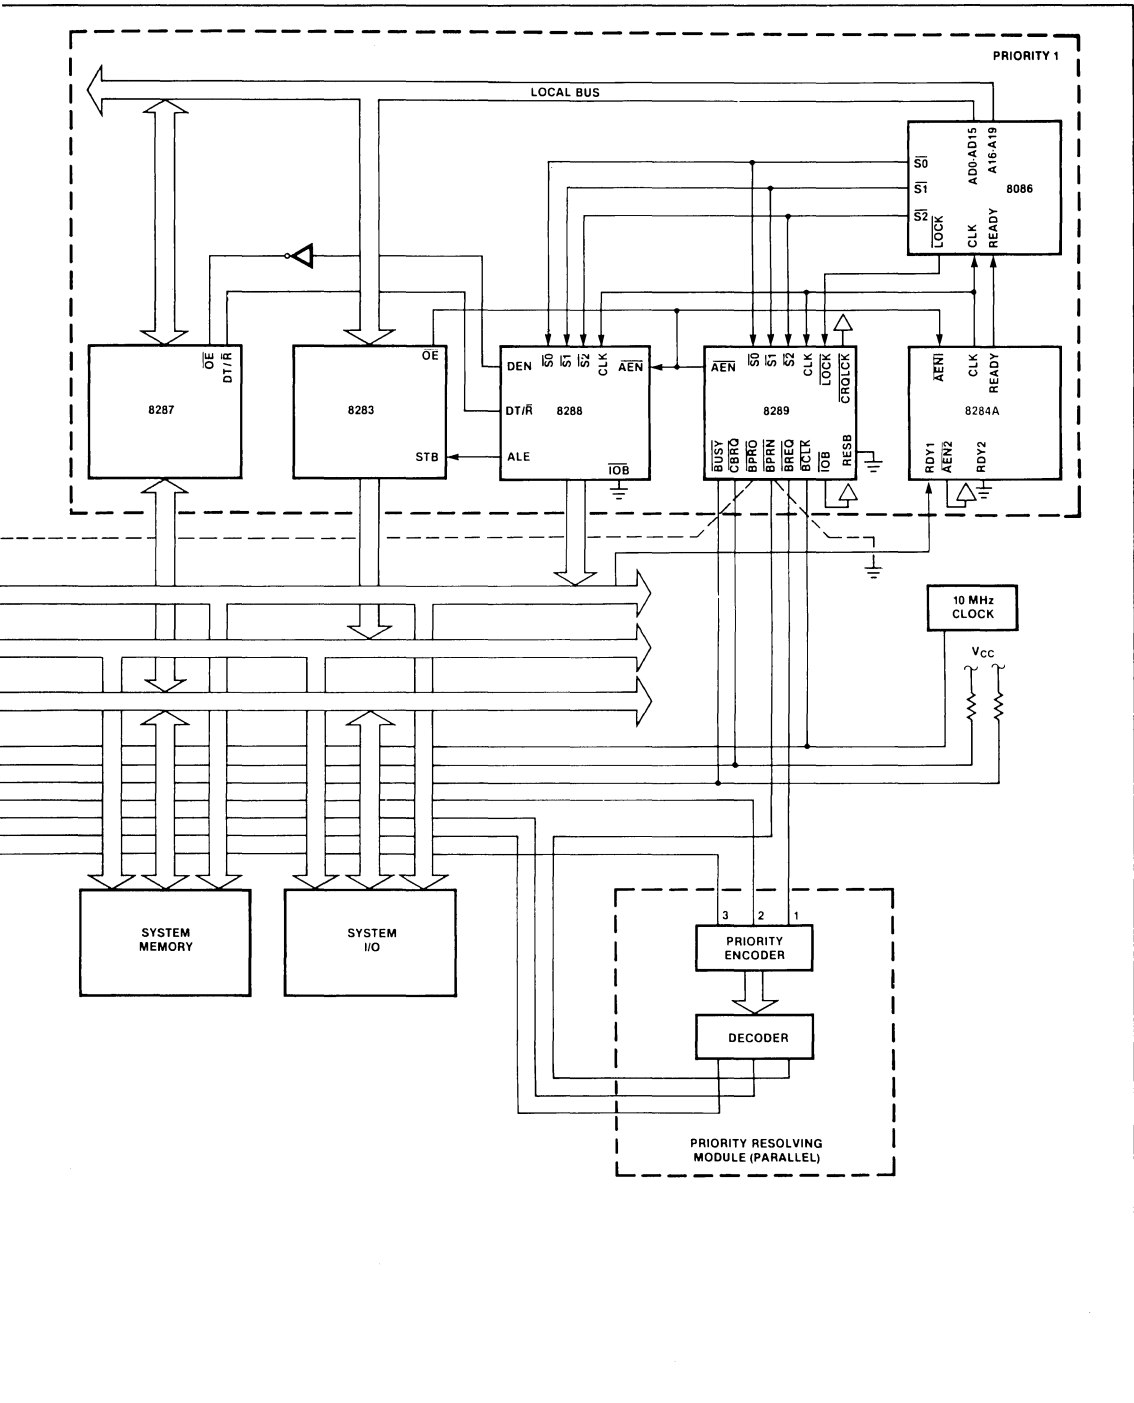 PRIORITY 1
LOCAL BUS
AD0-AD15
A16-A19
S0
S1
S2
8086
LOCK
CLK
READY
OE
DT/R
8287
OE
8283
STB
DEN
S0
S1
S2
CLK
AEN
DT/R
8288
ALE
IOB
AEN
S0
S1
S2
CLK
LOCK
CRQLCK
8289
BUSY
CBRQ
BPRO
BPRN
BREQ
BCLK
IOB
RESB
AEN1
CLK
READY
8284A
RDY1
AEN2
RDY2
10 MHz
CLOCK
VCC
SYSTEM
MEMORY
SYSTEM
I/O
3
2
1
PRIORITY
ENCODER
DECODER
PRIORITY RESOLVING
MODULE (PARALLEL)